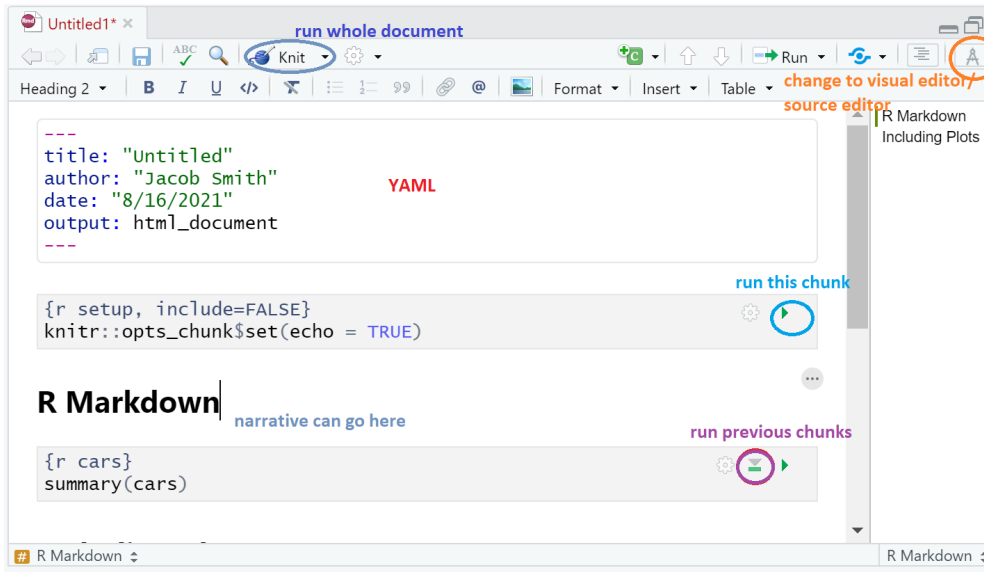 Untitled1*
run whole document
ABC
Knit
Run
Heading 2
B I U </>
Format
Insert
Table
change to visual editor/
source editor
R Markdown
Including Plots
---
title: "Untitled"
author: "Jacob Smith"
YAML
date: "8/16/2021"
output: html_document
---
run this chunk
{r setup, include=FALSE}
knitr::opts_chunk$set(echo = TRUE)
R Markdown
narrative can go here
run previous chunks
{r cars}
summary(cars)
# R Markdown
R Markdown